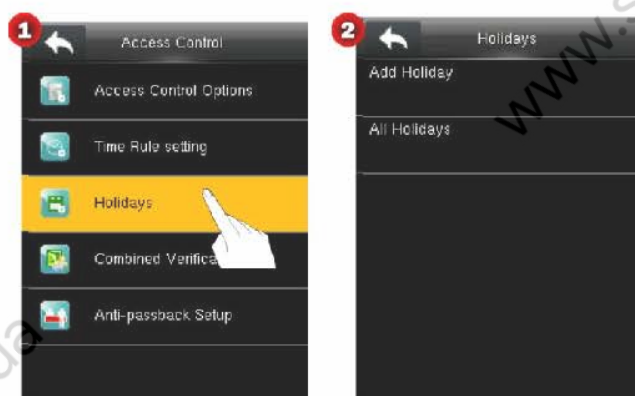 1
Access Control
Access Control Options
Time Rule setting
Holidays
Combined Verifica
Anti-passback Setup
2
Holidays
Add Holiday
All Holidays
www.s
da